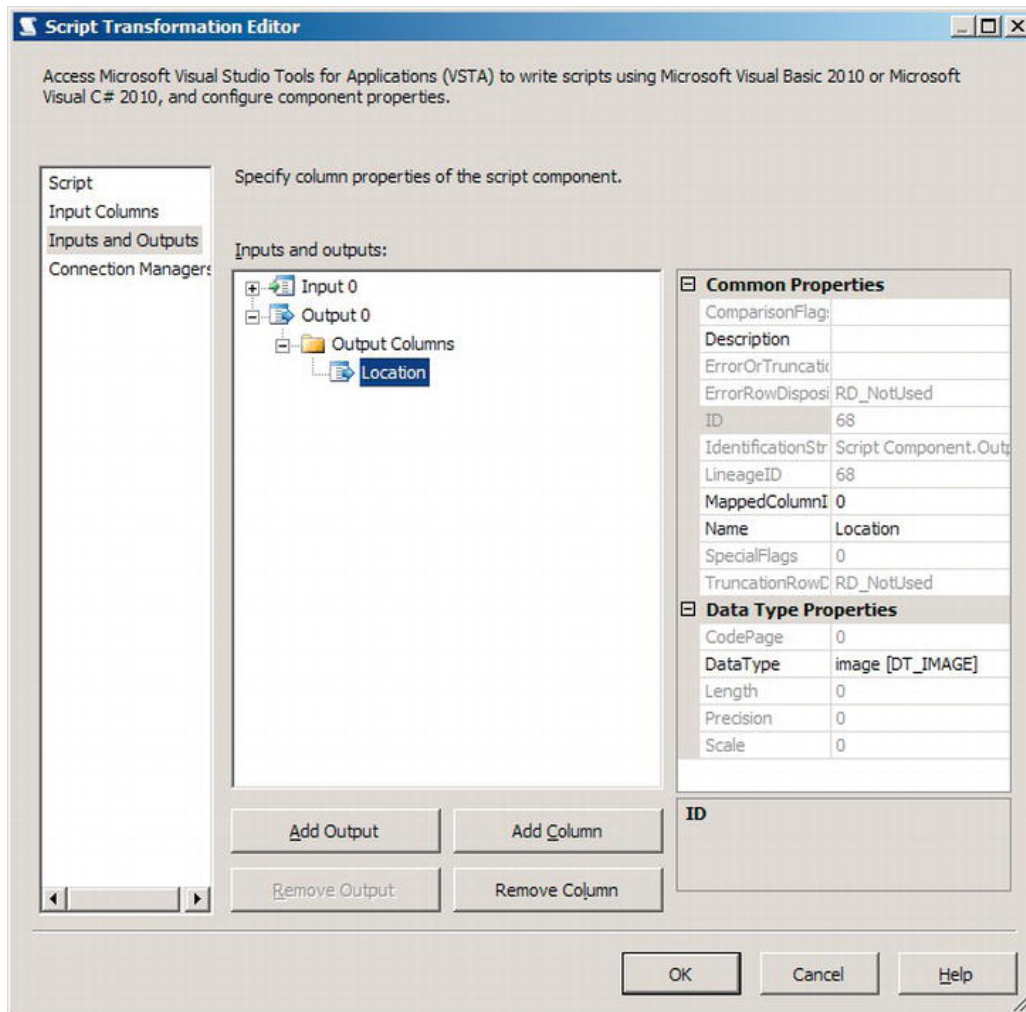 Script Transformation Editor
Access Microsoft Visual Studio Tools for Applications (VSTA) to write scripts using Microsoft Visual Basic 2010 or Microsoft
Visual C# 2010, and configure component properties.
Script
Input Columns
Inputs and Outputs
Connection Managers
Specify column properties of the script component.
Inputs and outputs:
Input 0
Output 0
Output Columns
Location
Add Output
Add Column
Remove Output
Remove Column
Common Properties
ComparisonFlag
Description
ErrorOrTruncati
ErrorRowDisposi RD_NotUsed
ID 68
IdentificationStr Script Component.Outp
LineageID 68
MappedColumnI 0
Name Location
SpecialFlags 0
TruncationRowD RD_NotUsed
Data Type Properties
CodePage 0
DataType image [DT_IMAGE]
Length 0
Precision 0
Scale 0
ID
OK
Cancel
Help